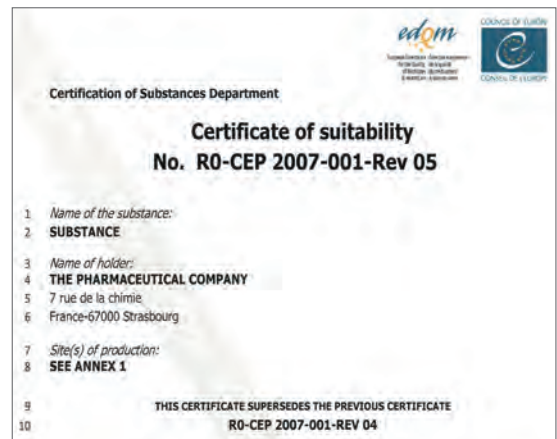 edqm
COUNCIL OF EUROPE
CONSEIL DE L'EUROPE
Certification of Substances Department
Certificate of suitability
No. R0-CEP 2007-001-Rev 05
1 Name of the substance:
2 SUBSTANCE
3 Name of holder:
4 THE PHARMACEUTICAL COMPANY
5 7 rue de la chimie
6 France-67000 Strasbourg
7 Site(s) of production:
8 SEE ANNEX 1
9 THIS CERTIFICATE SUPERSEDES THE PREVIOUS CERTIFICATE
10 R0-CEP 2007-001-REV 04